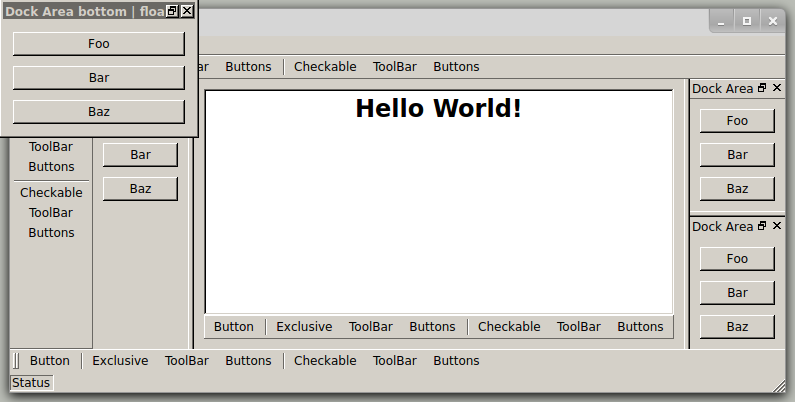 Dock Area bottom | floa
Foo
Bar
Baz
Buttons Checkable ToolBar Buttons
ToolBar
Buttons
Checkable
ToolBar
Buttons
Bar
Baz
Hello World!
Button Exclusive ToolBar Buttons Checkable ToolBar Buttons
Dock Area
Foo
Bar
Baz
Dock Area
Foo
Bar
Baz
Button Exclusive ToolBar Buttons Checkable ToolBar Buttons
Status